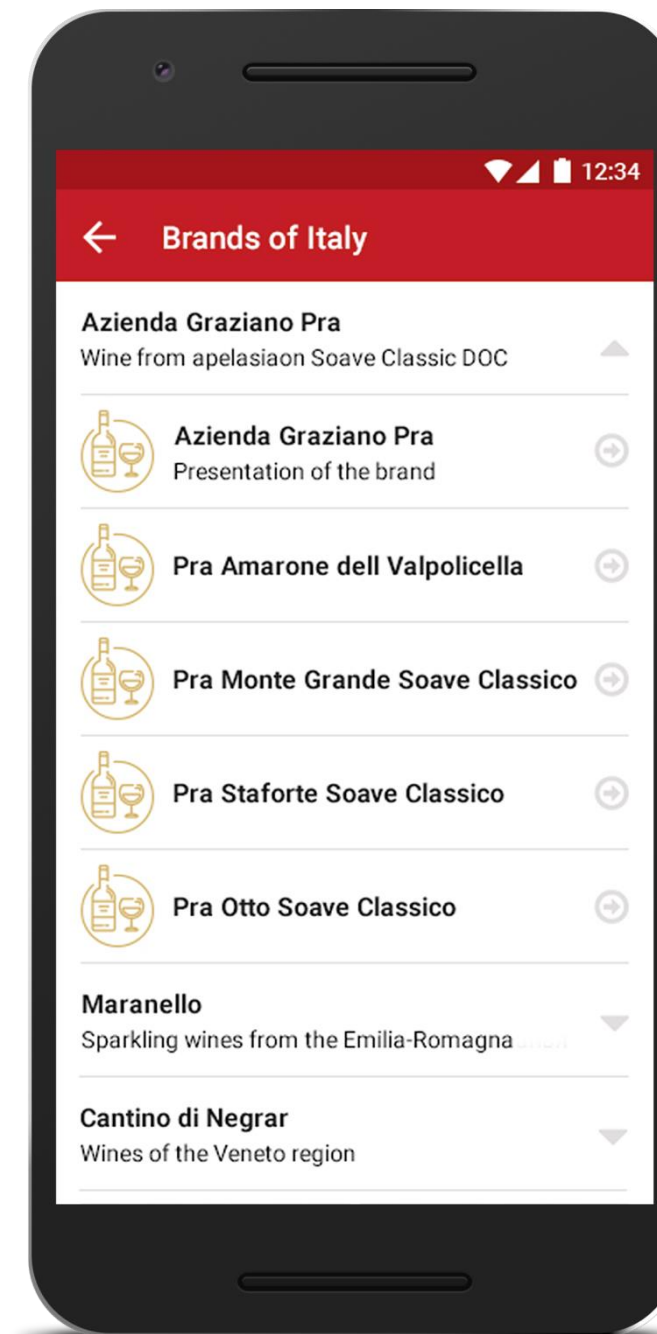 12:34
Brands of Italy
Azienda Graziano Pra
Wine from apelasiaon Soave Classic DOC
Azienda Graziano Pra
Presentation of the brand
Pra Amarone dell Valpolicella
Pra Monte Grande Soave Classico
Pra Staforte Soave Classico
Pra Otto Soave Classico
Maranello
Sparkling wines from the Emilia-Romagna
Cantino di Negrar
Wines of the Veneto region